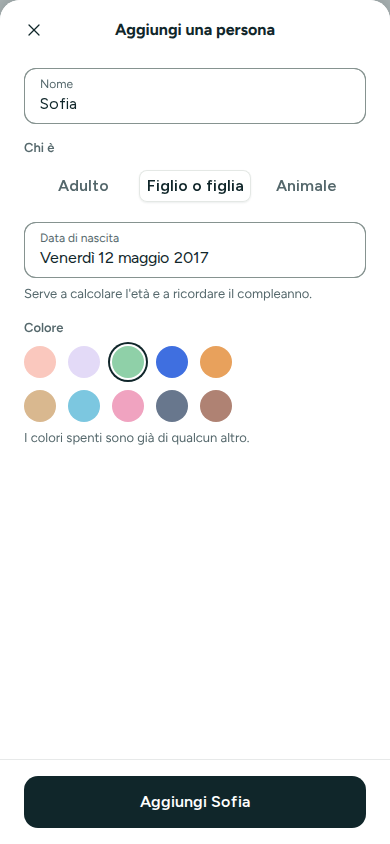 Aggiungi una persona
Nome
Sofia
Chi è
Adulto
Figlio o figlia
Animale
Data di nascita
Venerdì 12 maggio 2017
Serve a calcolare l'età e a ricordare il compleanno.
Colore
I colori spenti sono già di qualcun altro.
Aggiungi Sofia